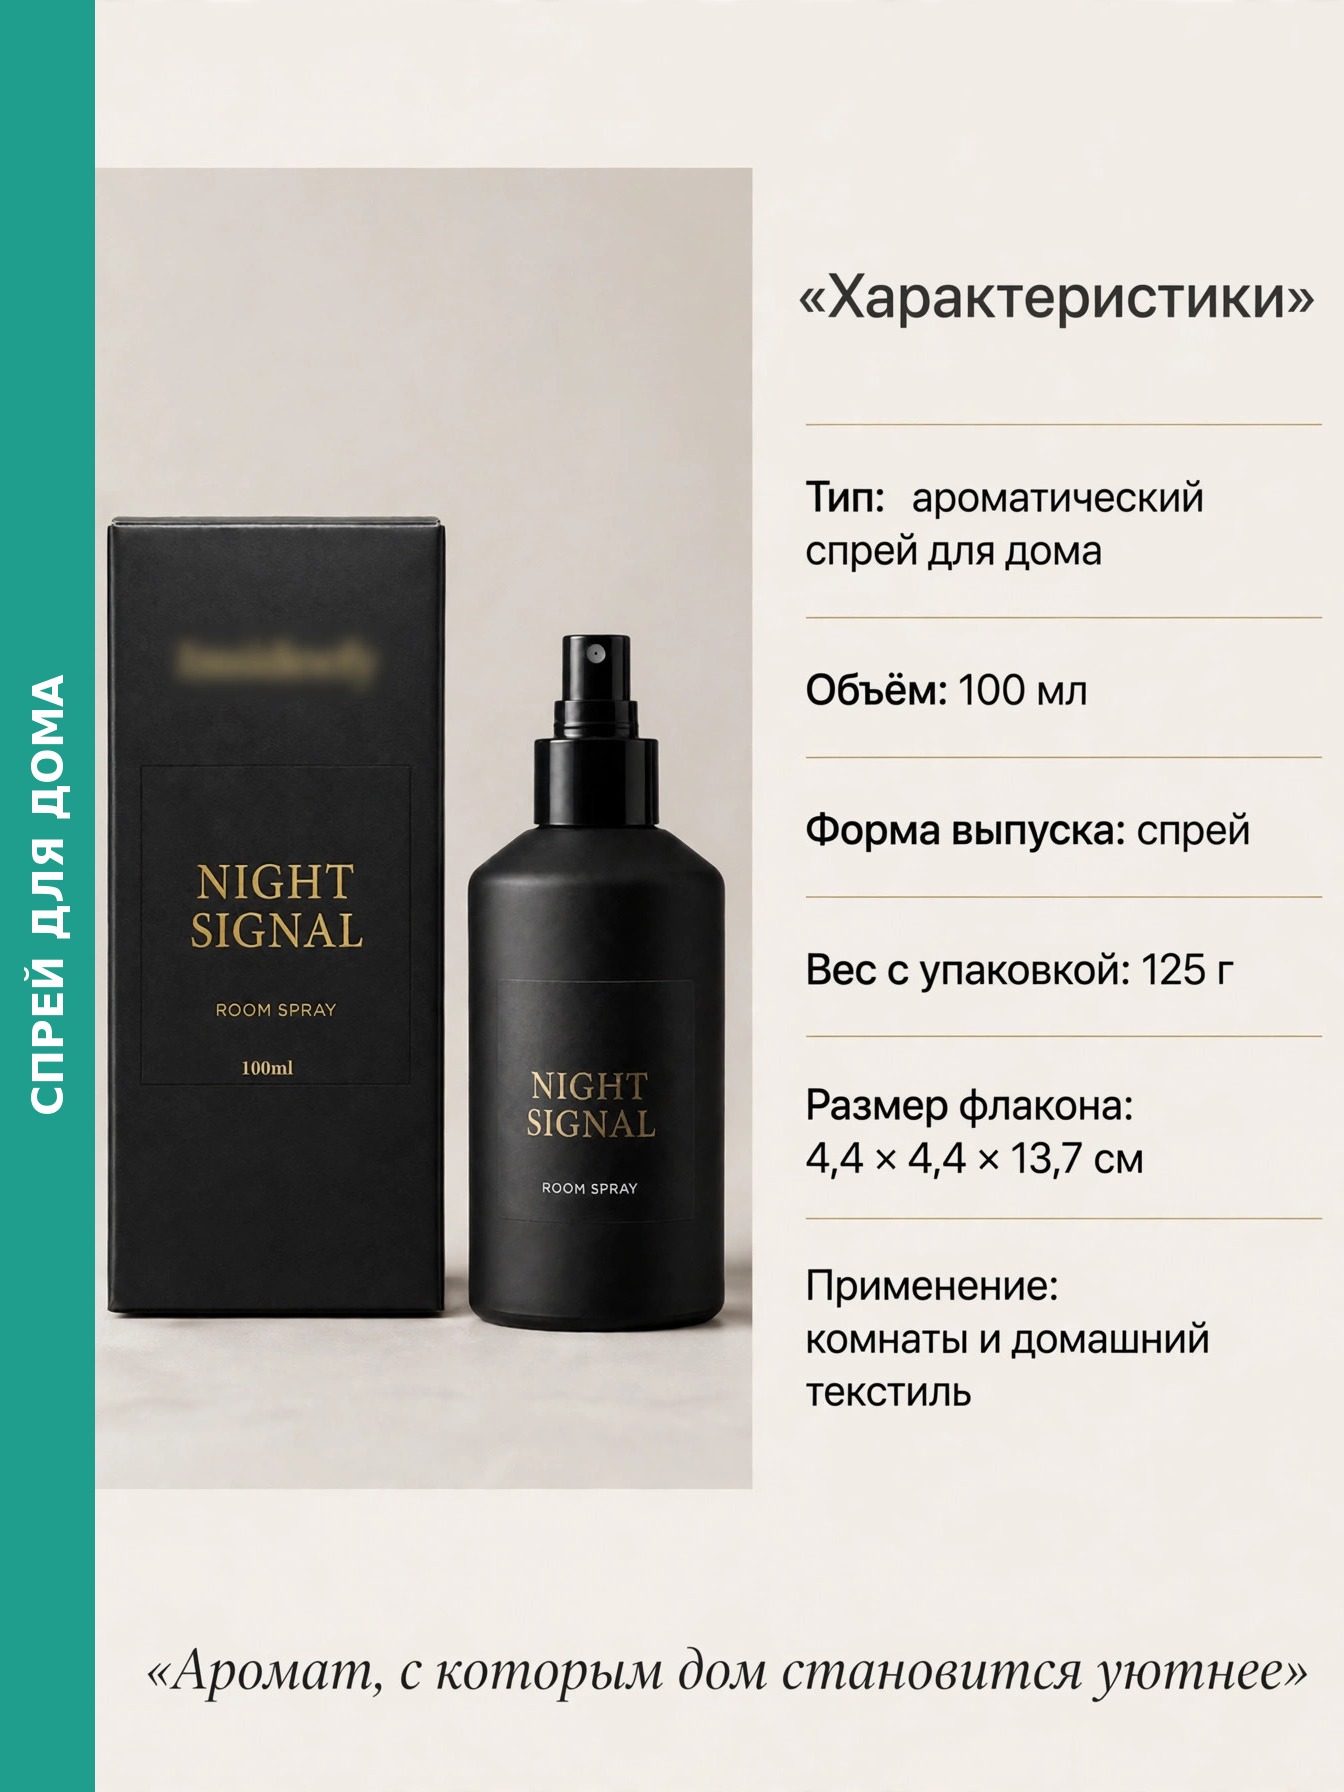 СПРЕЙ ДЛЯ ДОМА
NIGHT
SIGNAL
ROOM SPRAY
100ml
NIGHT
SIGNAL
ROOM SPRAY
«Характеристики»
Тип: ароматический
спрей для дома
Объём: 100 мл
Форма выпуска: спрей
Вес с упаковкой: 125 г
Размер флакона:
4,4 × 4,4 × 13,7 см
Применение:
комнаты и домашний
текстиль
«Аромат, с которым дом становится уютнее»